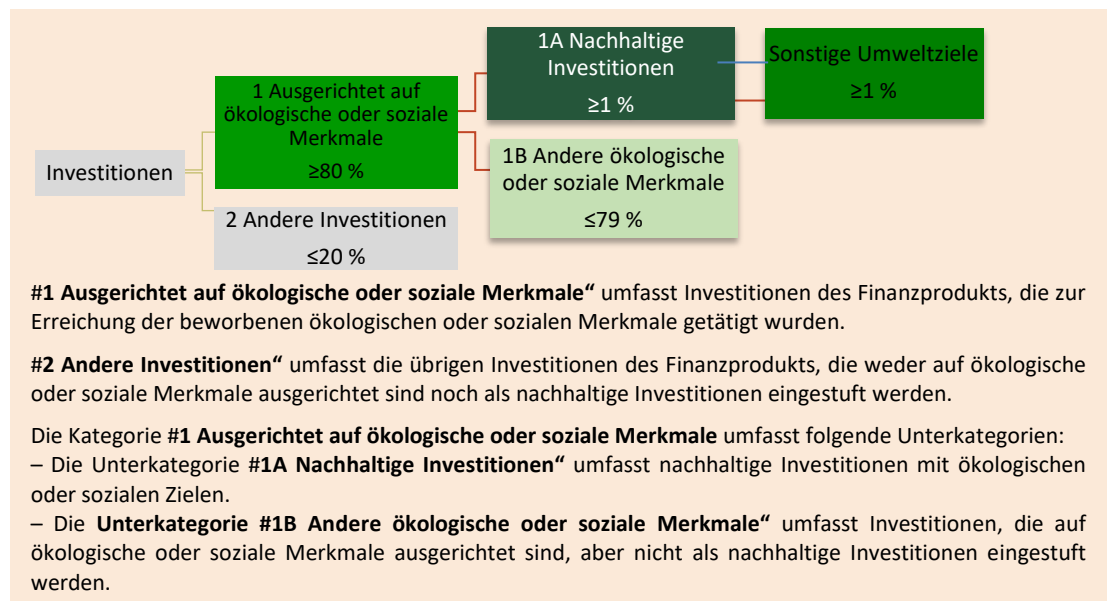 1A Nachhaltige
Investitionen
≥1 %
Sonstige Umweltziele
≥1 %
1 Ausgerichtet auf
ökologische oder soziale
Merkmale
≥80 %
Investitionen
1B Andere ökologische
oder soziale Merkmale
≤79 %
2 Andere Investitionen
≤20 %
#1 Ausgerichtet auf ökologische oder soziale Merkmale“ umfasst Investitionen des Finanzprodukts, die zur
Erreichung der beworbenen ökologischen oder sozialen Merkmale getätigt wurden.
#2 Andere Investitionen“ umfasst die übrigen Investitionen des Finanzprodukts, die weder auf ökologische
oder soziale Merkmale ausgerichtet sind noch als nachhaltige Investitionen eingestuft werden.
Die Kategorie #1 Ausgerichtet auf ökologische oder soziale Merkmale umfasst folgende Unterkategorien:
– Die Unterkategorie #1A Nachhaltige Investitionen“ umfasst nachhaltige Investitionen mit ökologischen
oder sozialen Zielen.
– Die Unterkategorie #1B Andere ökologische oder soziale Merkmale“ umfasst Investitionen, die auf
ökologische oder soziale Merkmale ausgerichtet sind, aber nicht als nachhaltige Investitionen eingestuft
werden.